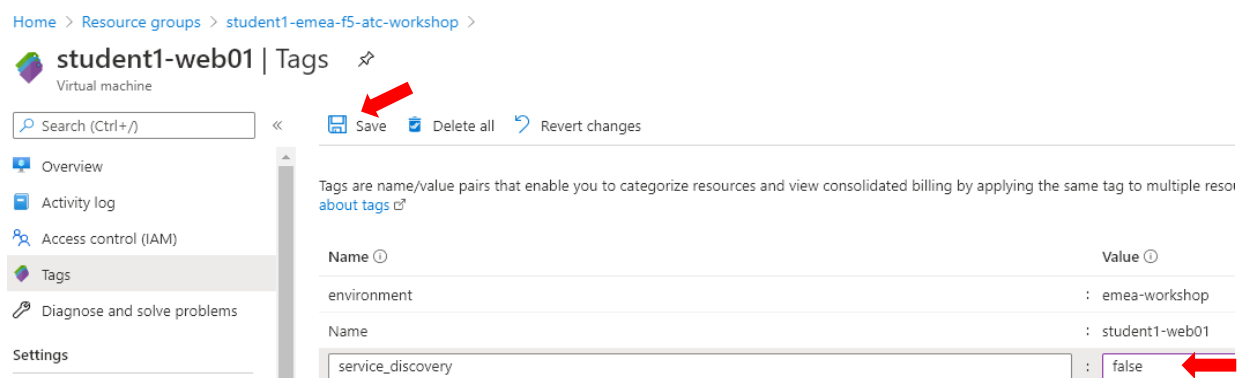 Home > Resource groups > student1-emea-f5-atc-workshop >
student1-web01 | Tags
Virtual machine
Search (Ctrl+/)
«
Save
Delete all
Revert changes
Overview
Activity log
Access control (IAM)
Tags
Diagnose and solve problems
Settings
Tags are name/value pairs that enable you to categorize resources and view consolidated billing by applying the same tag to multiple
about tags
Name
Value
environment : emea-workshop
Name : student1-web01
service_discovery : false